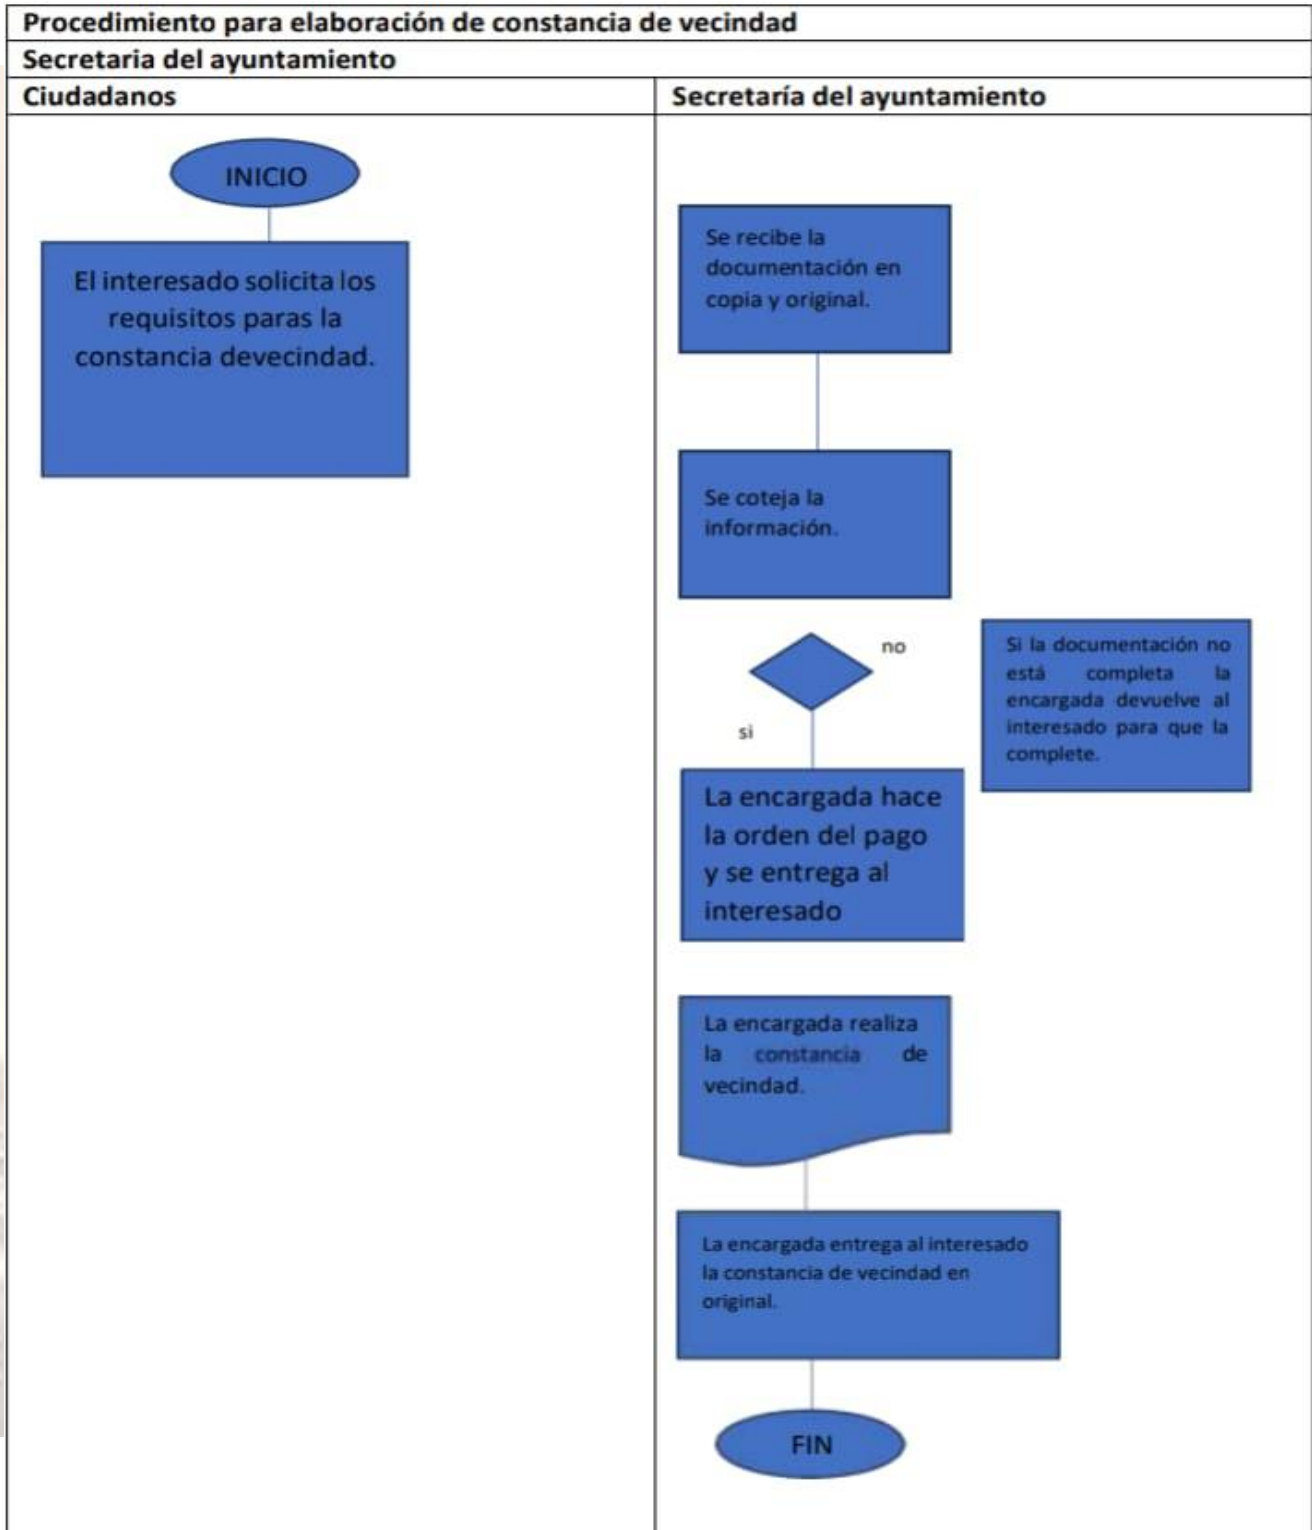 Procedimiento para elaboración de constancia de vecindad
Secretaria del ayuntamiento
Ciudadanos
Secretaría del ayuntamiento
INICIO
El interesado solicita los
requisitos paras la
constancia devecindad.
Se recibe la
documentación en
copia y original.
Se coteja la
información.
no
si
Si la documentación no
está completa la
encargada devuelve al
interesado para que la
complete.
La encargada hace
la orden del pago
y se entrega al
interesado
La encargada realiza
la constancia de
vecindad.
La encargada entrega al interesado
la constancia de vecindad en
original.
FIN